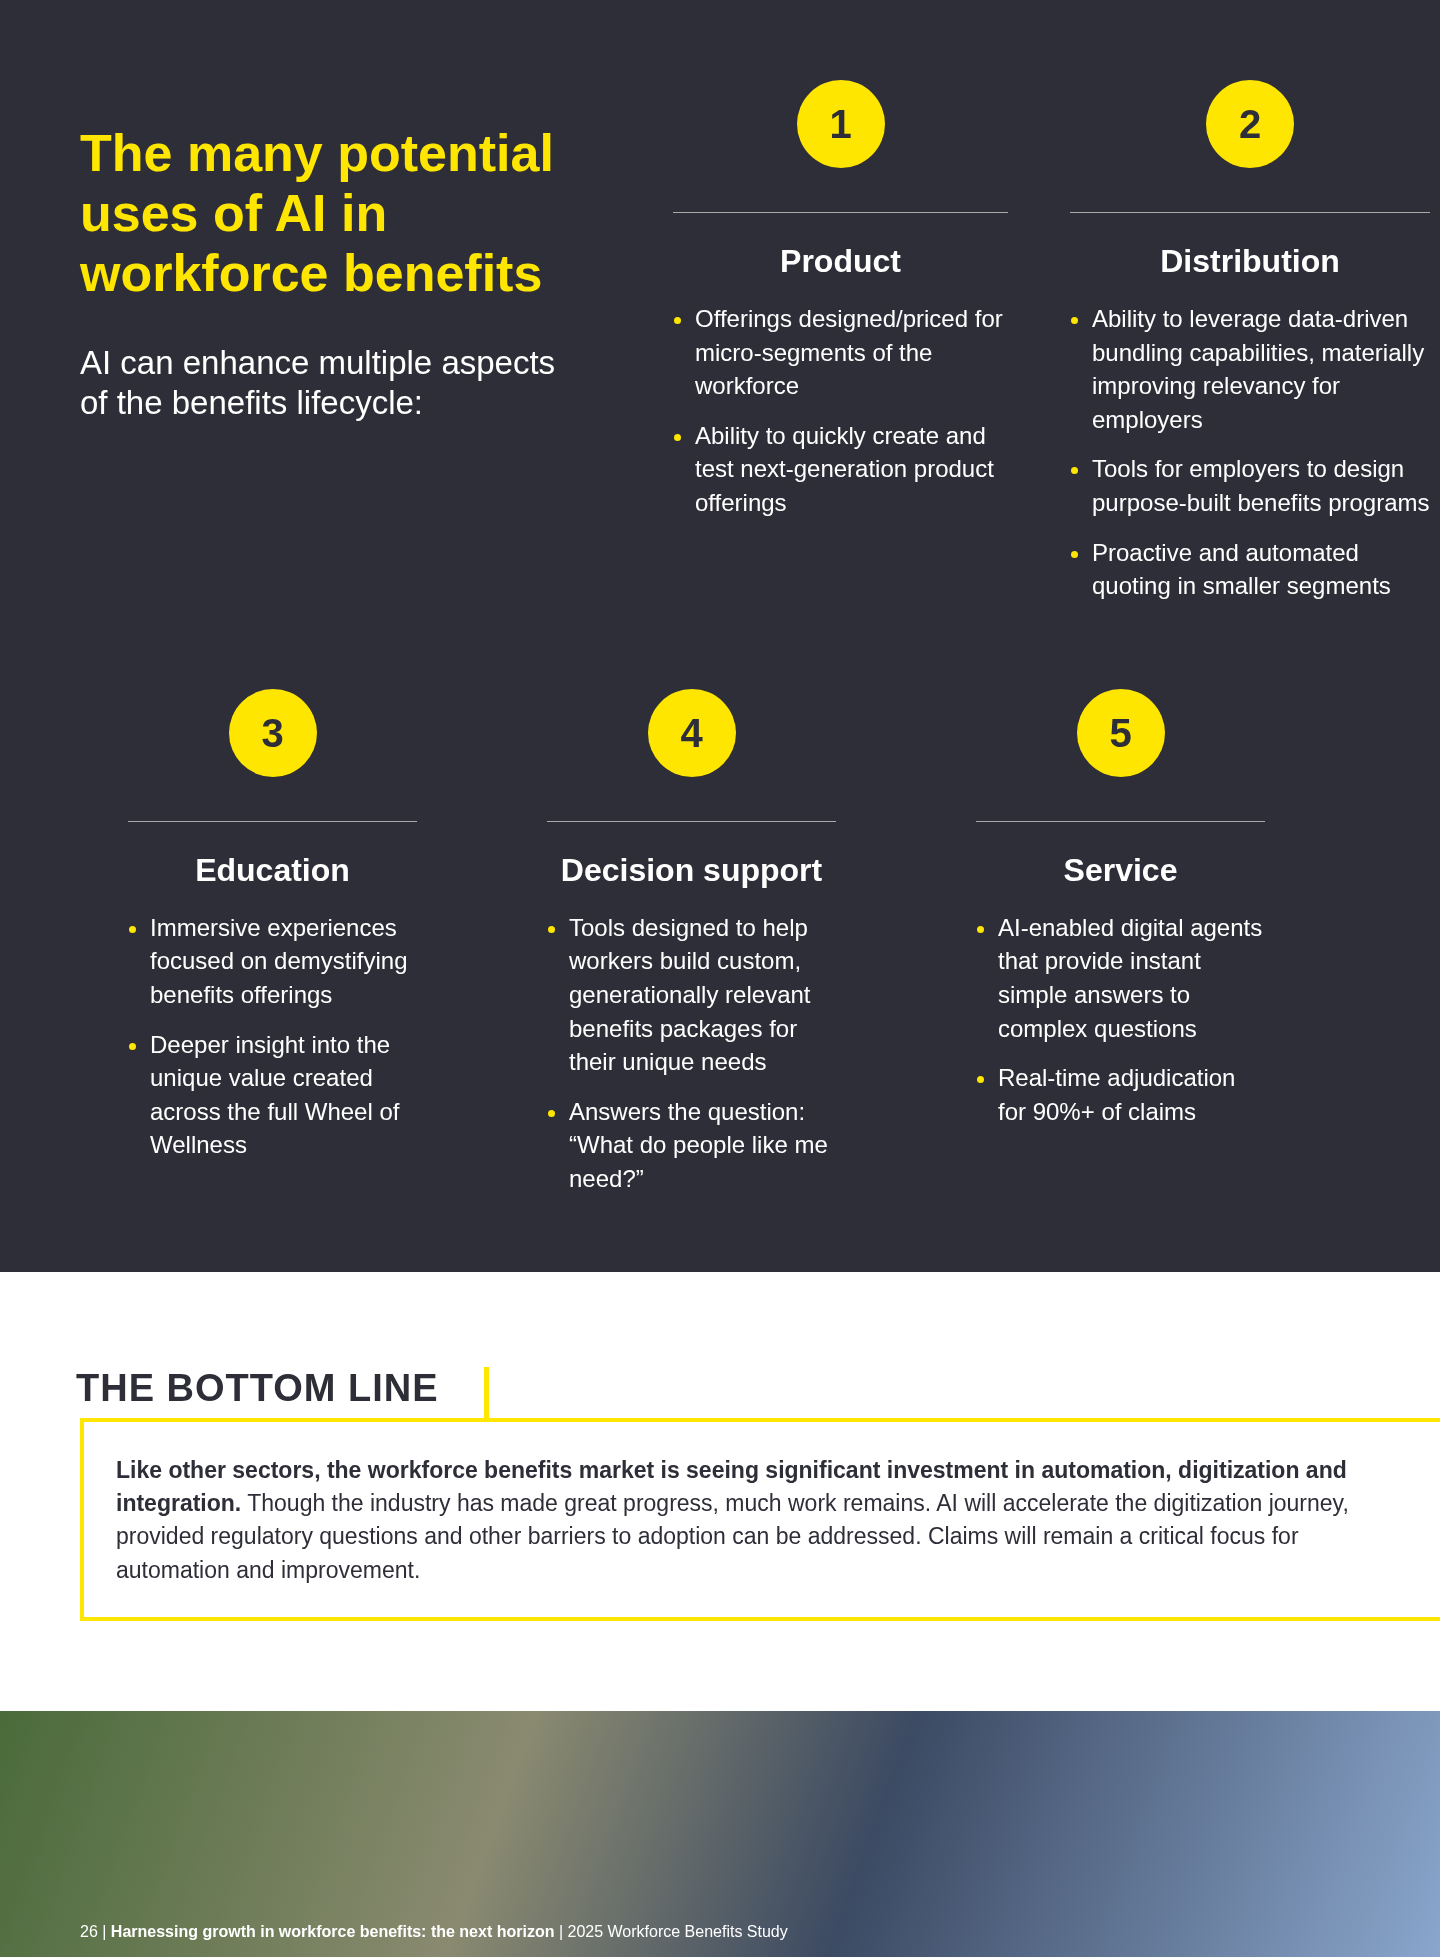 The many potential
uses of AI in
workforce benefits
AI can enhance multiple aspects
of the benefits lifecycle:
1
Product
• Offerings designed/priced for
micro-segments of the
workforce
• Ability to quickly create and
test next-generation product
offerings
2
Distribution
• Ability to leverage data-driven
bundling capabilities, materially
improving relevancy for
employers
• Tools for employers to design
purpose-built benefits programs
• Proactive and automated
quoting in smaller segments
3
Education
• Immersive experiences
focused on demystifying
benefits offerings
• Deeper insight into the
unique value created
across the full Wheel of
Wellness
4
Decision support
• Tools designed to help
workers build custom,
generationally relevant
benefits packages for
their unique needs
• Answers the question:
“What do people like me
need?”
5
Service
• AI-enabled digital agents
that provide instant
simple answers to
complex questions
• Real-time adjudication
for 90%+ of claims
THE BOTTOM LINE
Like other sectors, the workforce benefits market is seeing significant investment in automation, digitization and
integration. Though the industry has made great progress, much work remains. AI will accelerate the digitization journey,
provided regulatory questions and other barriers to adoption can be addressed. Claims will remain a critical focus for
automation and improvement.
26 | Harnessing growth in workforce benefits: the next horizon | 2025 Workforce Benefits Study